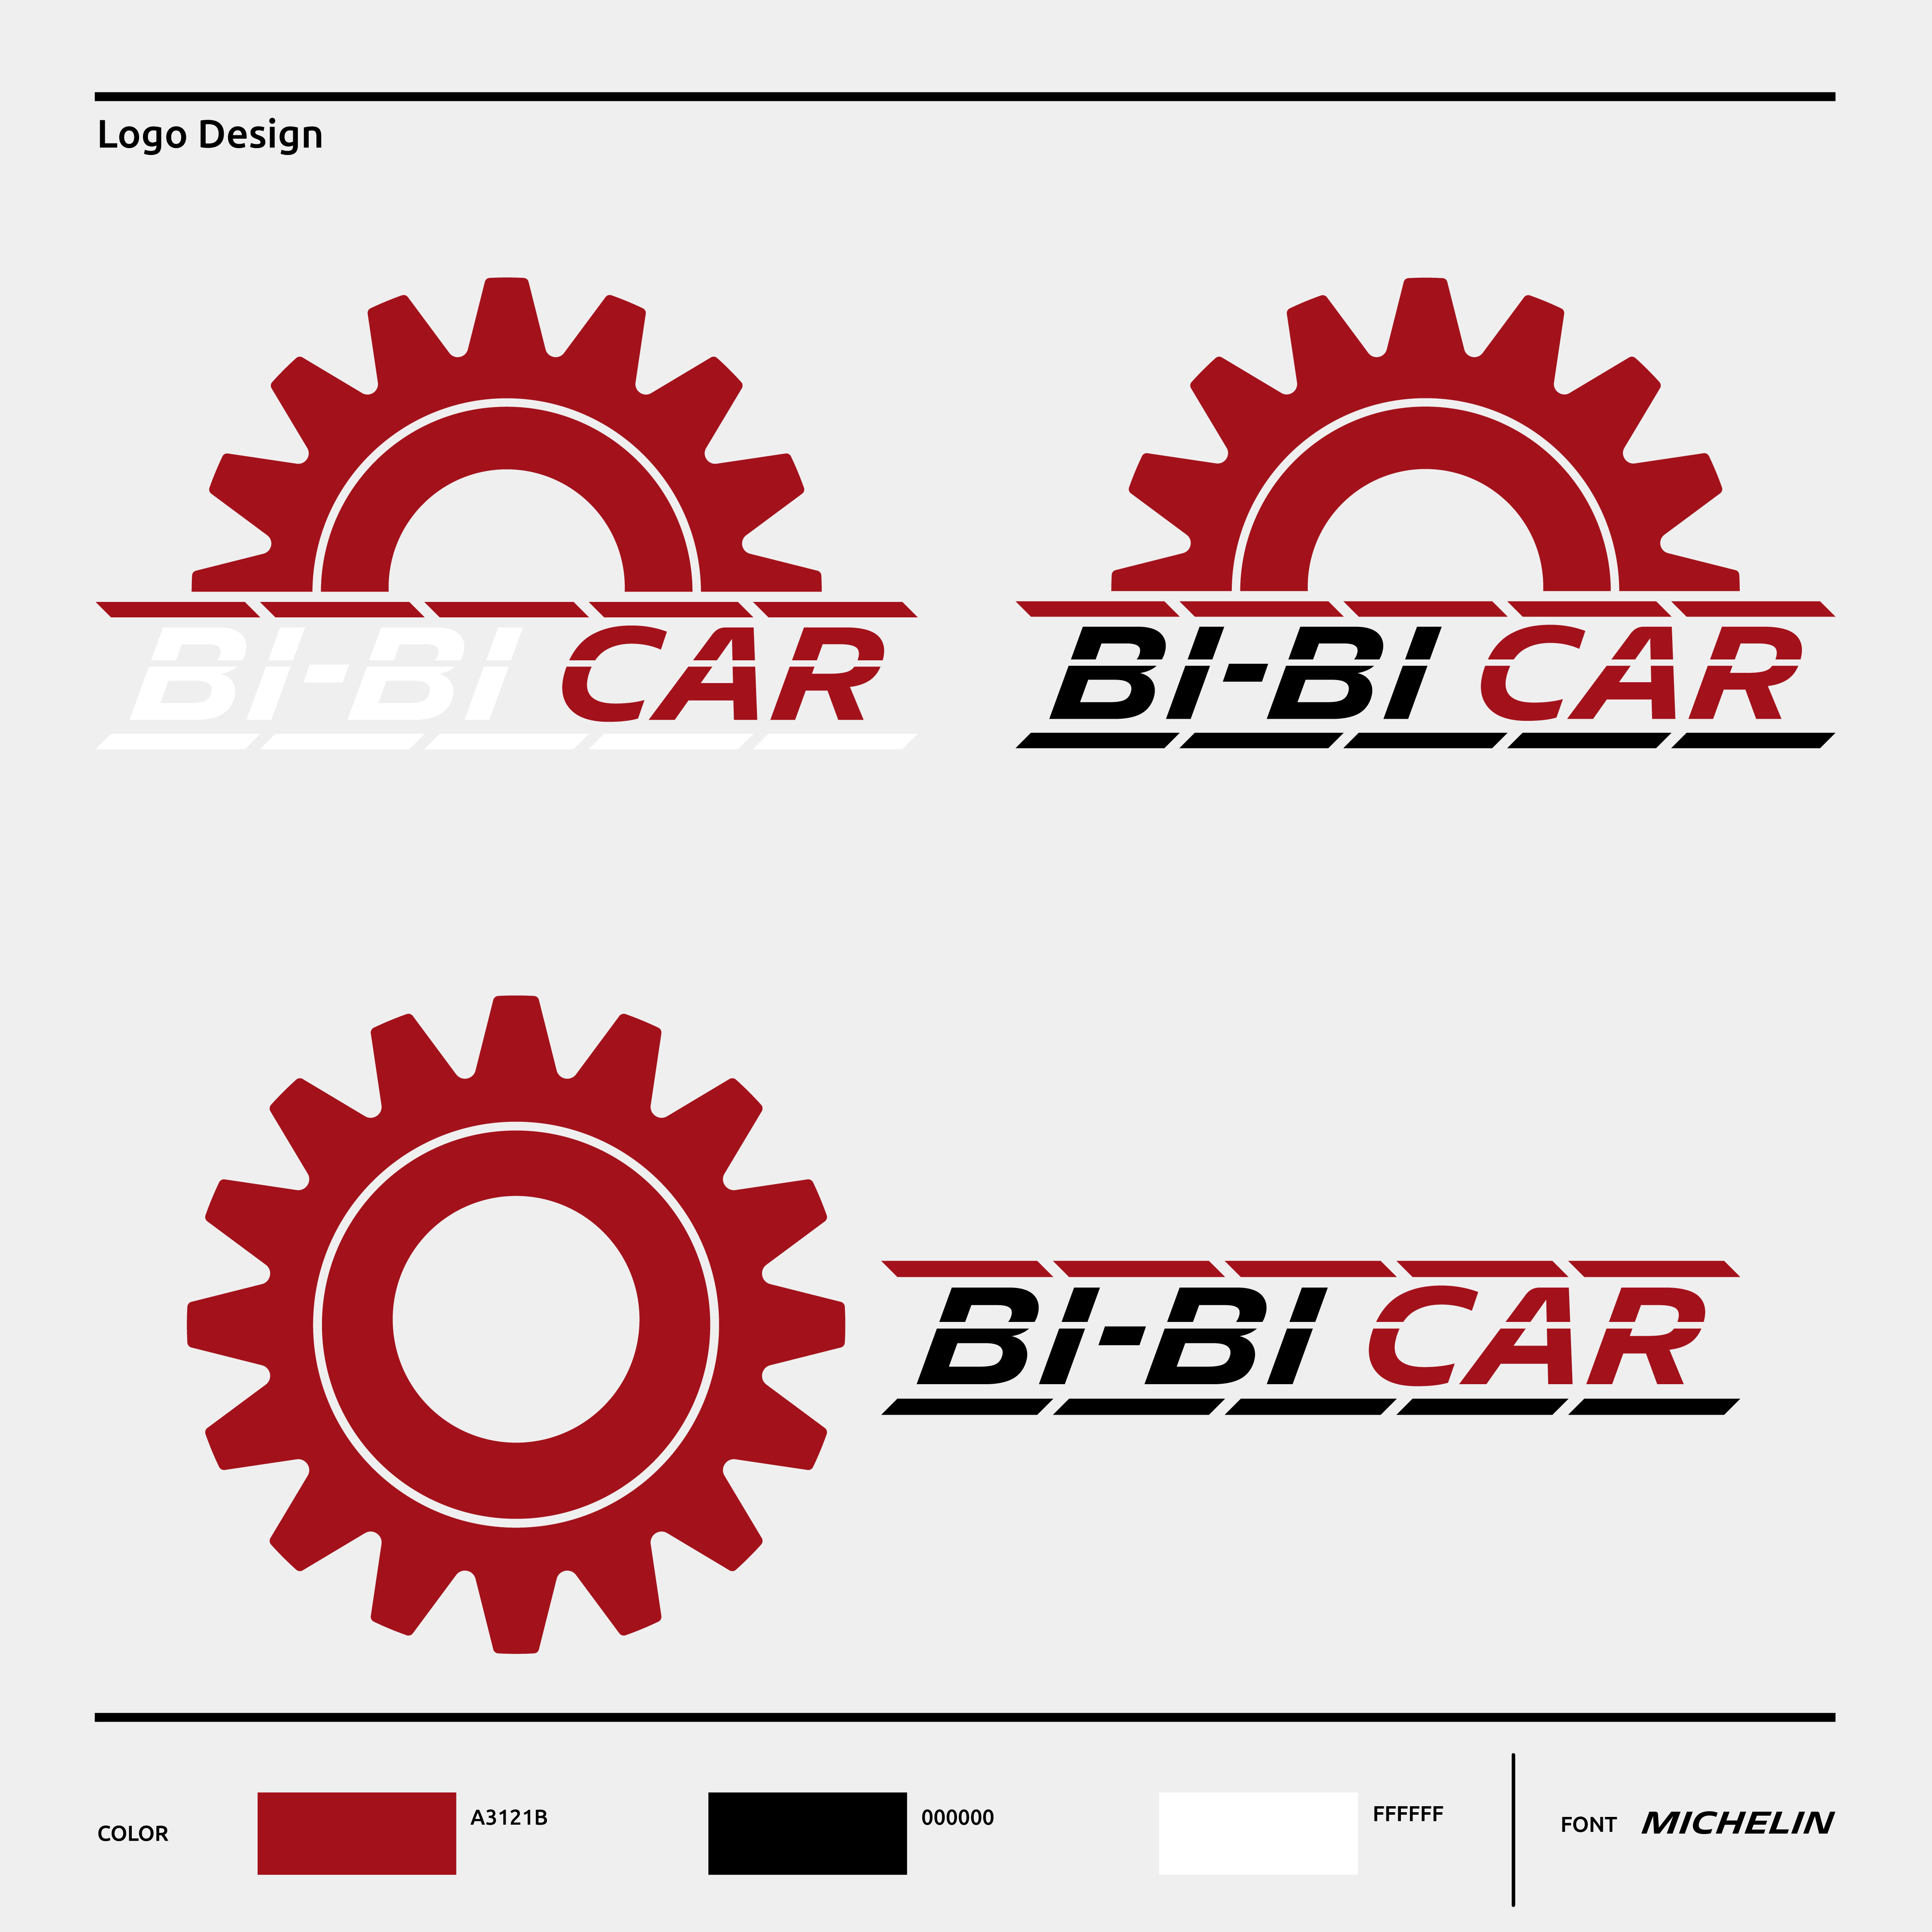 Logo Design
BI-BI CAR
BI-BI CAR
BI-BI CAR
COLOR
A3121B
000000
FFFFFF
FONT MICHELIN